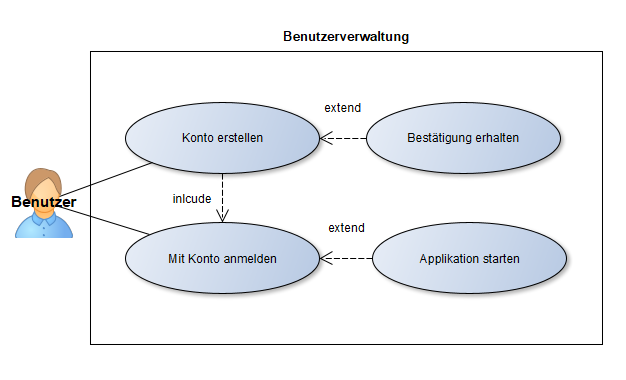 Benutzerverwaltung
extend
Konto erstellen
Bestätigung erhalten
Benutzer
inlcude
extend
Mit Konto anmelden
Applikation starten